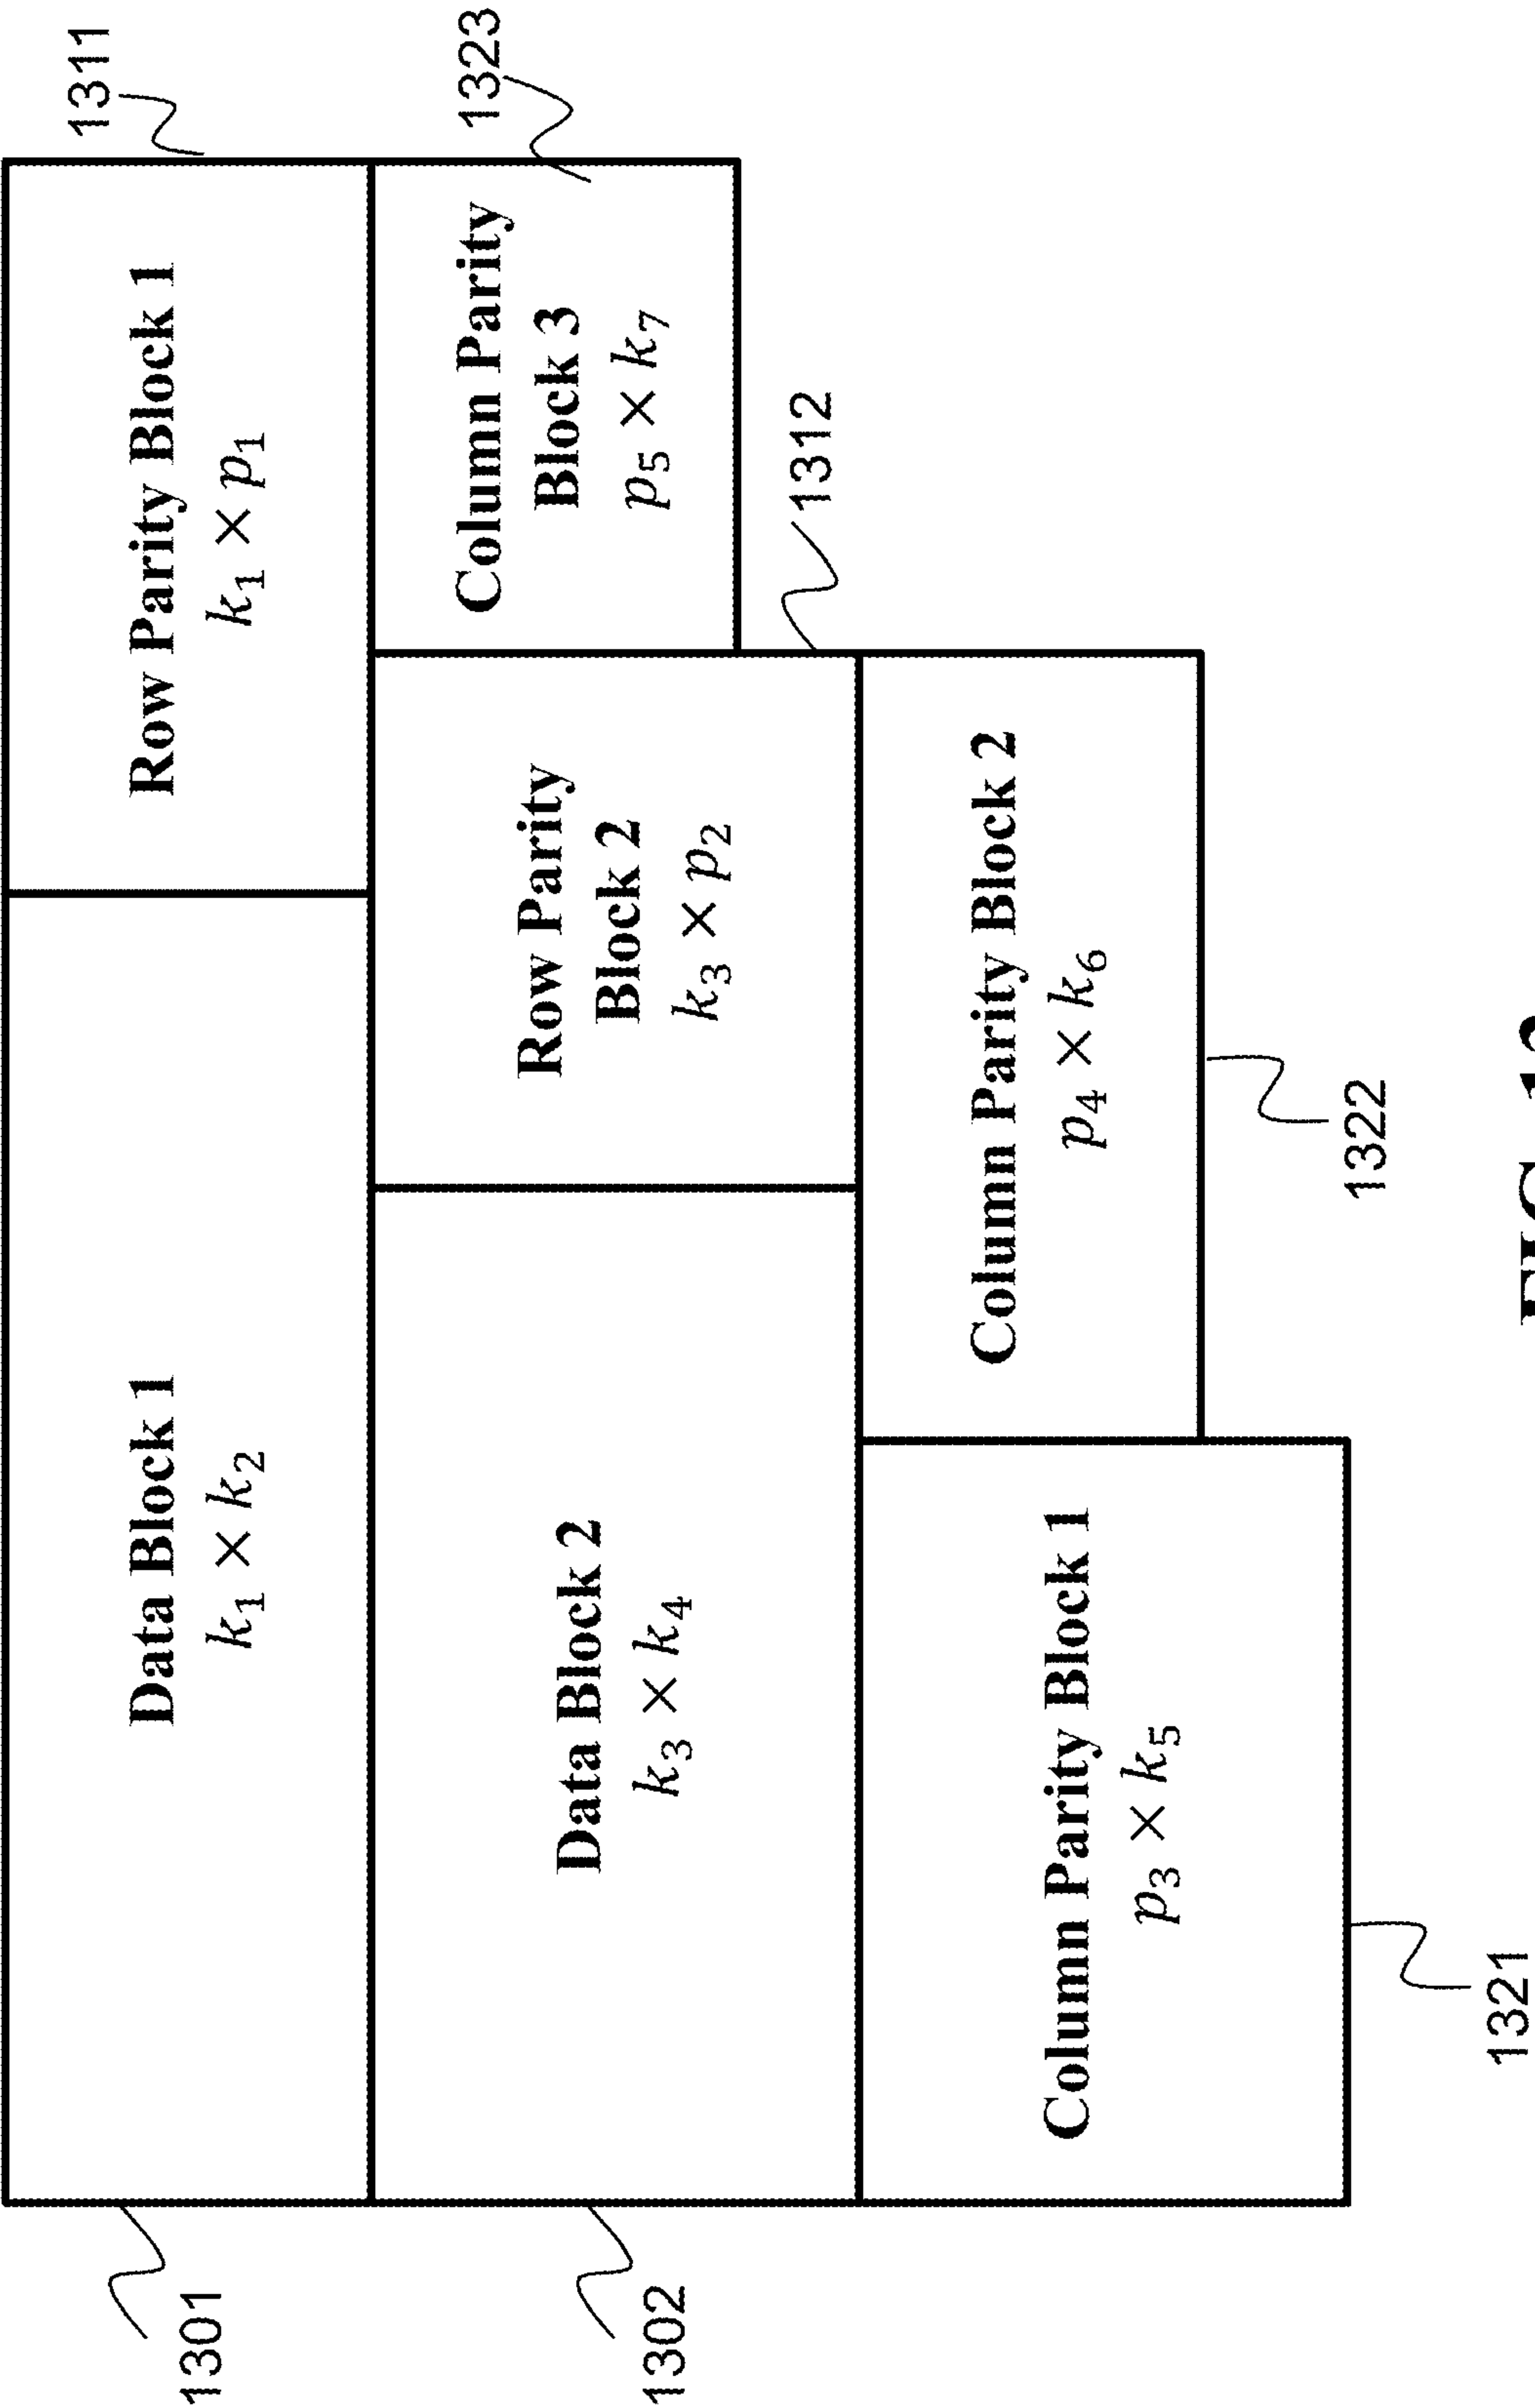 1301
Data Block 1
k₁ × k₂
Row Parity Block 1
k₁ × p₁
1311
1302
Data Block 2
k₃ × k₄
Row Parity
Block 2
k₃ × p₂
1312
Column Parity
Block 3
p₅ × k₇
1323
Column Parity Block 1
p₃ × k₅
1321
Column Parity Block 2
p₄ × k₆
1322